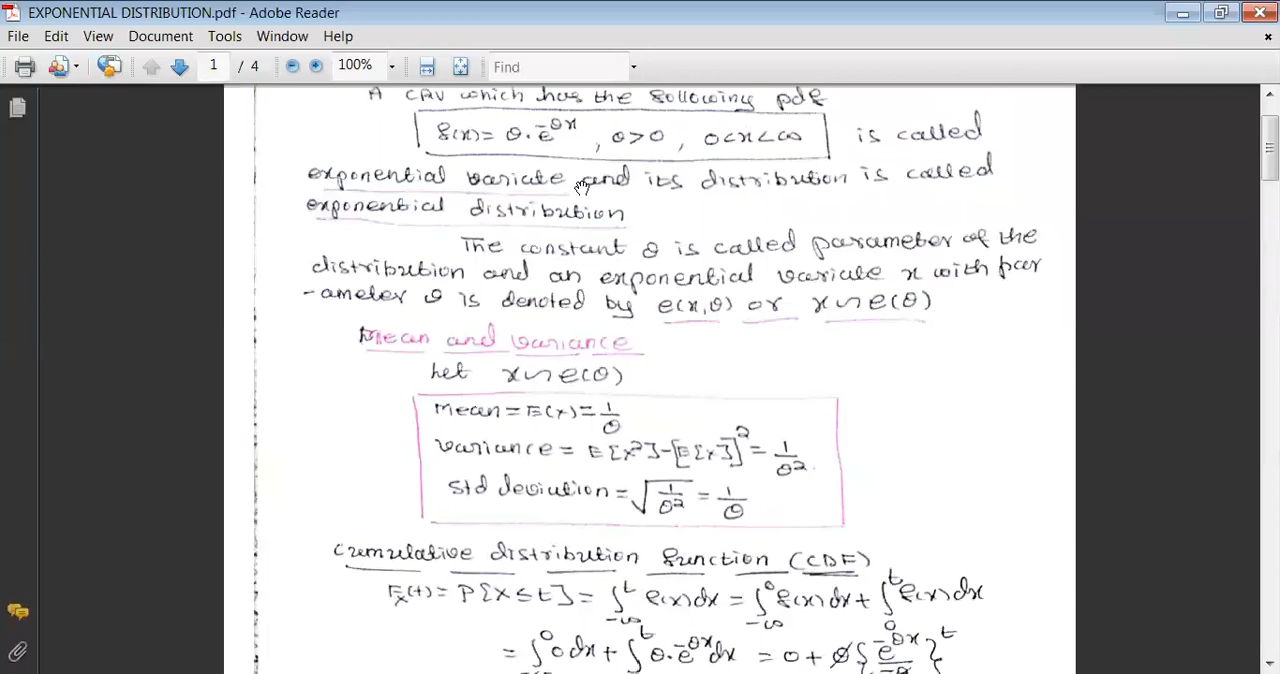 EXPONENTIAL DISTRIBUTION.pdf - Adobe Reader
File Edit View Document Tools Window Help
1 / 4 100% Find
A CRV which has the following pdf
f(x)= θ·e^-θx , θ>0 , 0<x<∞ is called
exponential variate and its distribution is called
exponential distribution
The constant θ is called parameter of the
distribution and an exponential variate x with par
-ameter θ is denoted by e(x,θ) or x~e(θ)
Mean and variance
Let x~e(θ)
Mean = E(x) = 1/θ
variance = E[x²]-[E[x]]² = 1/θ²
Std deviation = √(1/θ²) = 1/θ
Cumulative distribution function (CDF)
F_X(t) = P[X≤t] = ∫_-∞^t f(x)dx = ∫_-∞^0 f(x)dx + ∫_0^t f(x)dx
= ∫^0 0dx + ∫^t θ·e^-θx dx = 0 + θ{e^-θx/-θ}^t